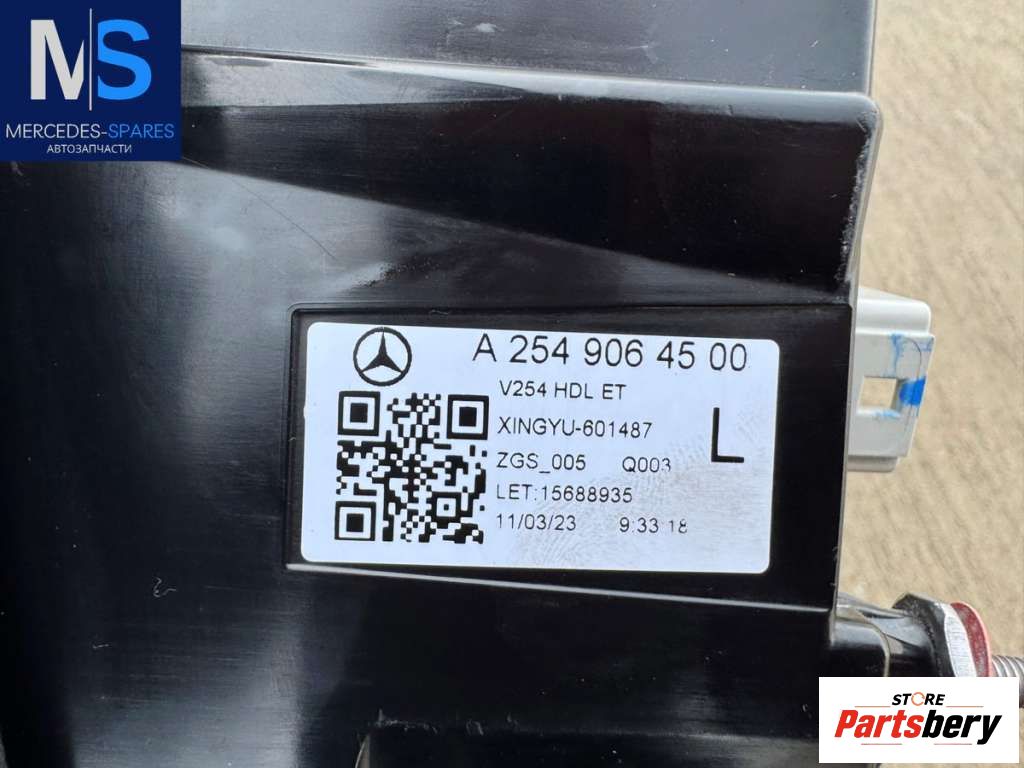 MS
MERCEDES-SPARES
АВТОЗАПЧАСТИ
A 254 906 45 00
V254 HDL ET
XINGYU-601487
L
ZGS_005 Q003
LET:15688935
11/03/23 9:33:18
STORE
Partsbery